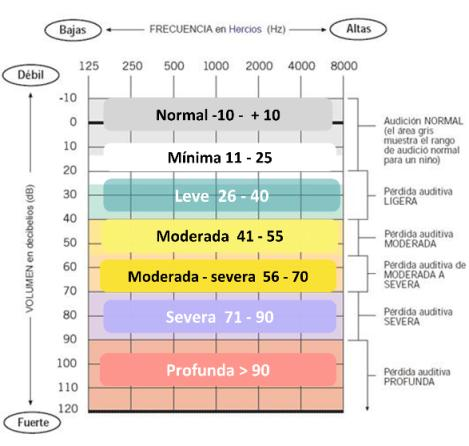 Bajas
FRECUENCIA en Hercios (Hz)
Altas
Débil
125 250 500 1000 2000 4000 8000
VOLUMEN en decibelios (dB)
-10
0
10
20
30
40
50
60
70
80
90
100
110
120
Fuerte
Normal -10 - + 10
Mínima 11 - 25
Leve 26 - 40
Moderada 41 - 55
Moderada - severa 56 - 70
Severa 71 - 90
Profunda > 90
Audición NORMAL
(el área gris
muestra el rango
de audició normal
para un niño)
Pérdida auditiva
LIGERA
Pérdida auditiva
MODERADA
Pérdida auditiva de
MODERADA A
SEVERA
Pérdida auditiva
SEVERA
Pérdida auditiva
PROFUNDA